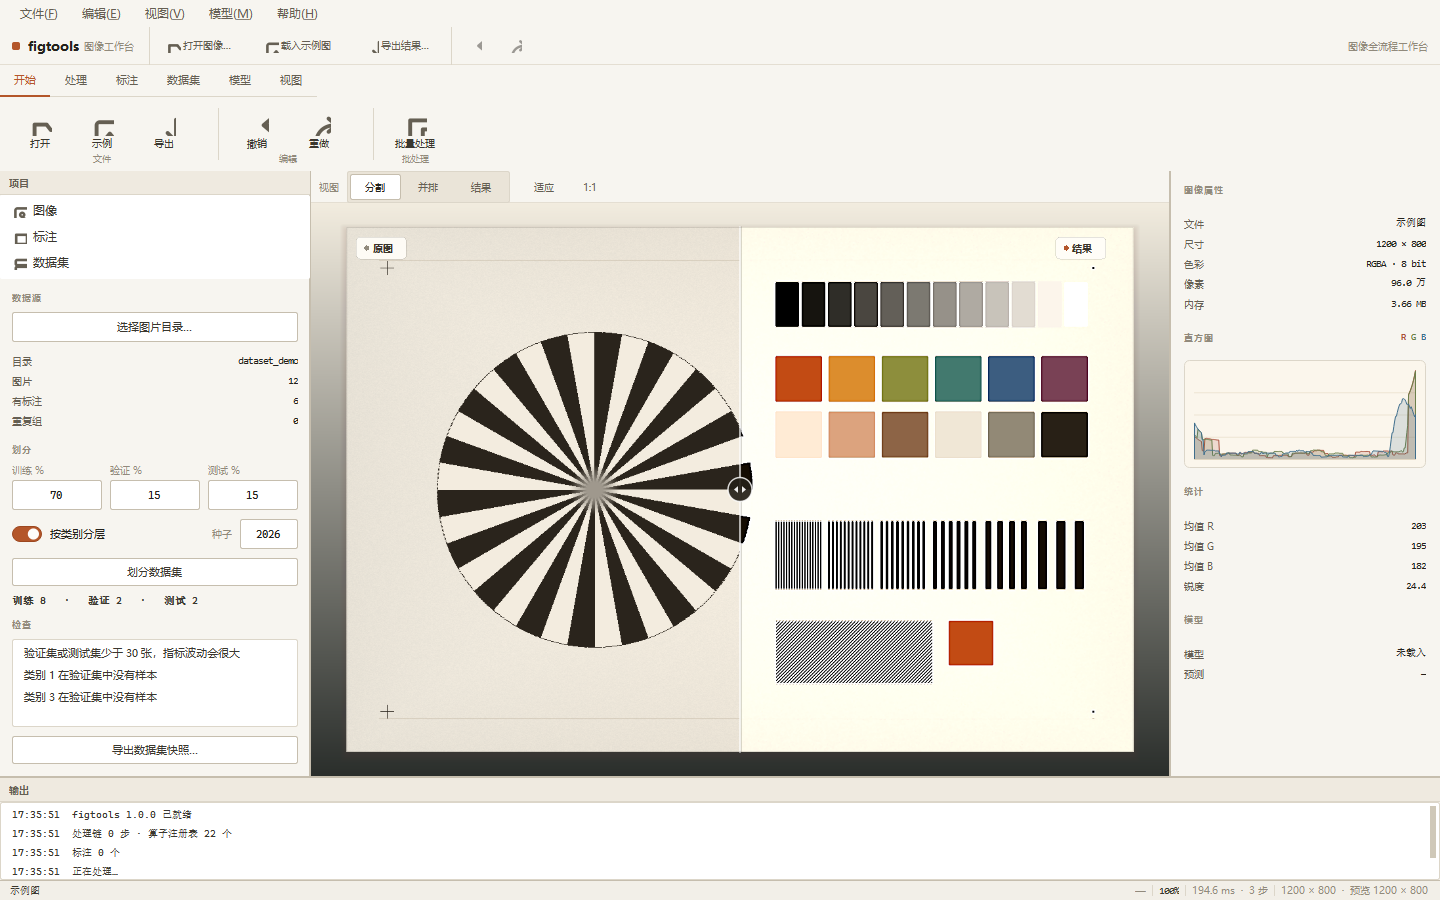 文件(F) 编辑(E) 视图(V) 模型(M) 帮助(H)
figtools 图像工作台 打开图像... 载入示例图 导出结果... 图像全流程工作台
开始 处理 标注 数据集 模型 视图
打开 示例 导出 撤销 重做 批量处理
文件 编辑 批处理
项目
图像
标注
数据集
数据源
选择图片目录...
目录 dataset_demo
图片 12
有标注 6
重复组 0
划分
训练 % 验证 % 测试 %
70 15 15
按类别分层 种子 2026
划分数据集
训练 8 · 验证 2 · 测试 2
检查
验证集或测试集少于 30 张，指标波动会很大
类别 1 在验证集中没有样本
类别 3 在验证集中没有样本
导出数据集快照...
视图 分割 并排 结果 适应 1:1
原图 结果
图像属性
文件 示例图
尺寸 1200 × 800
色彩 RGBA · 8 bit
像素 96.0 万
内存 3.66 MB
直方图 R G B
统计
均值 R 203
均值 G 195
均值 B 182
锐度 24.4
模型
模型 未载入
预测 —
输出
17:35:51 figtools 1.0.0 已就绪
17:35:51 处理链 0 步 · 算子注册表 22 个
17:35:51 标注 0 个
17:35:51 正在处理…
示例图 — 100% 194.6 ms · 3 步 1200 × 800 · 预览 1200 × 800